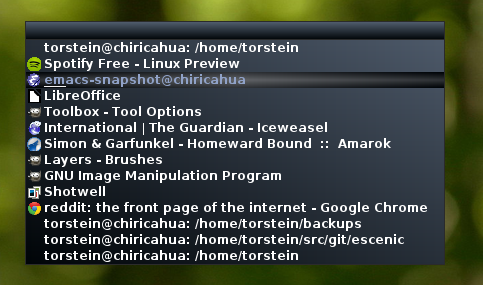 torstein@chiricahua: /home/torstein
Spotify Free - Linux Preview
emacs-snapshot@chiricahua
LibreOffice
Toolbox - Tool Options
International | The Guardian - Iceweasel
Simon & Garfunkel - Homeward Bound :: Amarok
Layers - Brushes
GNU Image Manipulation Program
Shotwell
reddit: the front page of the internet - Google Chrome
torstein@chiricahua: /home/torstein/backups
torstein@chiricahua: /home/torstein/src/git/escenic
torstein@chiricahua: /home/torstein